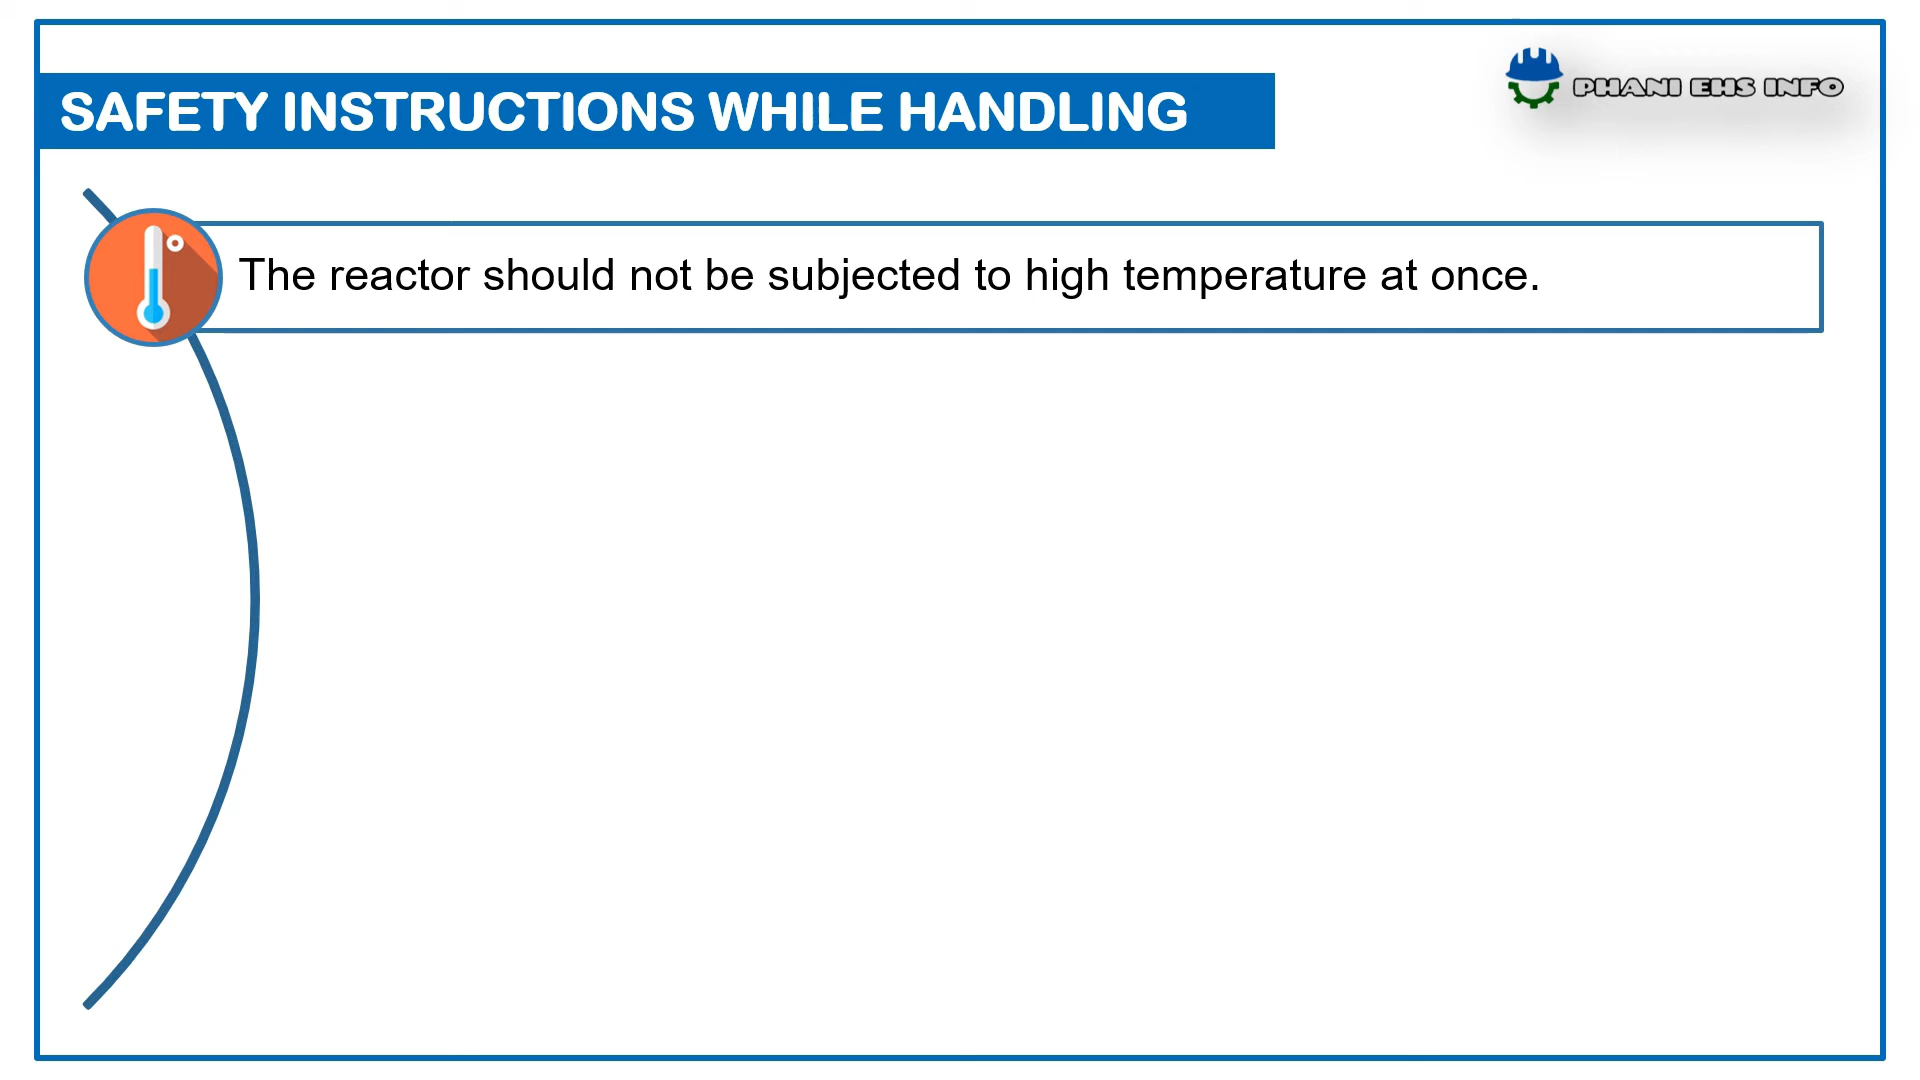 SAFETY INSTRUCTIONS WHILE HANDLING
PHANI EHS INFO
The reactor should not be subjected to high temperature at once.